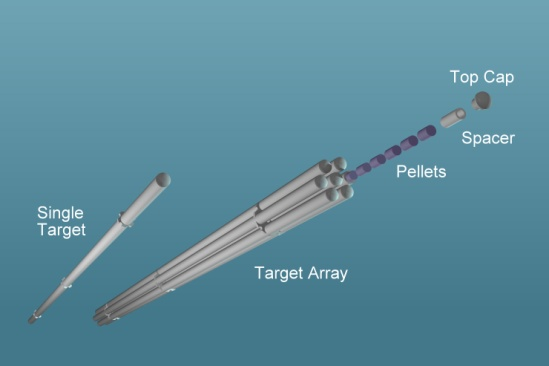 Top Cap
Spacer
Pellets
Single
Target
Target Array